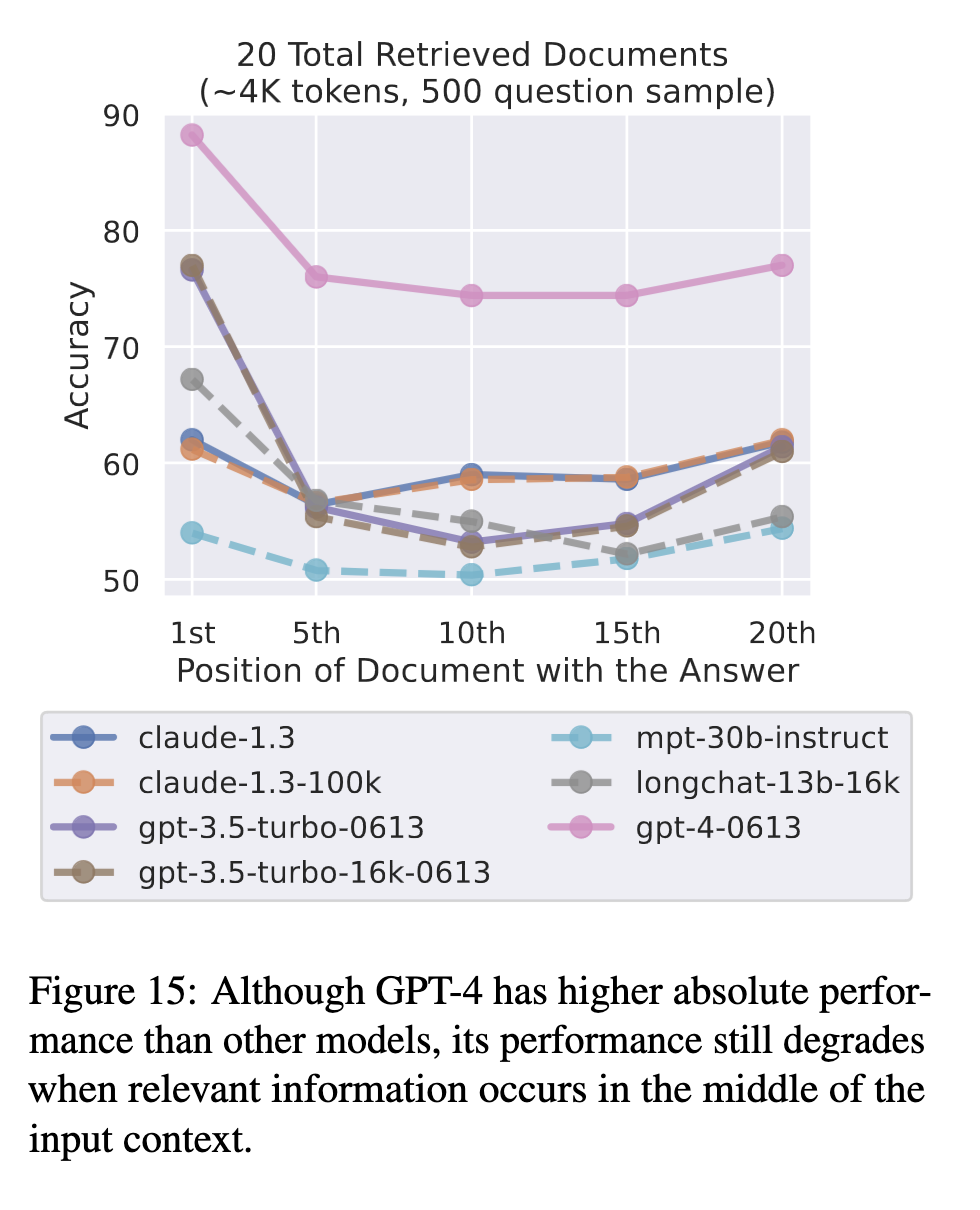 20 Total Retrieved Documents
(~4K tokens, 500 question sample)
90
80
70
60
50
Accuracy
1st 5th 10th 15th 20th
Position of Document with the Answer
claude-1.3
claude-1.3-100k
gpt-3.5-turbo-0613
gpt-3.5-turbo-16k-0613
mpt-30b-instruct
longchat-13b-16k
gpt-4-0613
Figure 15: Although GPT-4 has higher absolute perfor-
mance than other models, its performance still degrades
when relevant information occurs in the middle of the
input context.